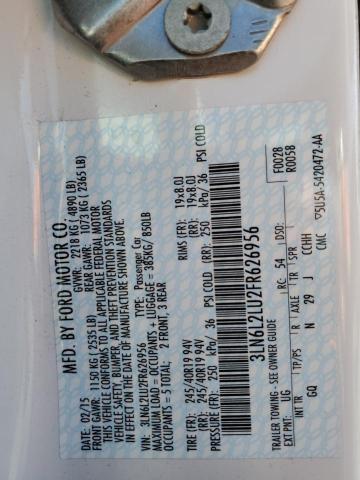 MFD. BY FORD MOTOR CO.
02/15 GVWR: 2218 KG ( 4890 LB)
FRONT GAWR: 1152 KG ( 2535 LB) REAR GAWR: 1073 KG ( 2365 LB)
THIS VEHICLE CONFORMS TO ALL APPLICABLE FEDERAL MOTOR
VEHICLE SAFETY, BUMPER, AND THEFT PREVENTION STANDARDS
IN EFFECT ON THE DATE OF MANUFACTURE SHOWN ABOVE.
VIN: 3LN6L2LU2FR626956 TYPE: Passenger Car
MAXIMUM LOAD = OCCUPANTS + LUGGAGE = 385KG/ 850LB
OCCUPANTS = 5 TOTAL: 2 FRONT, 3 REAR
TIRE (FR): 245/40R19 94V RIMS (FR): 19x8.0J
TIRE (RR): 245/40R19 94V (RR): 19x8.0J
PRESSURE (FR): 250 kPa/ 36 PSI COLD (RR): 250 kPa/ 36 PSI COLD
3LN6L2LU2FR626956
F0028
R0058
TRAILER TOWING - SEE OWNER GUIDE
EXT PNT: UG RC: 54 DSO:
INT TR TP/PS R AXLE TR SPR
GQ N 29 J CCHH
CMC 5U5A-5420472-AA